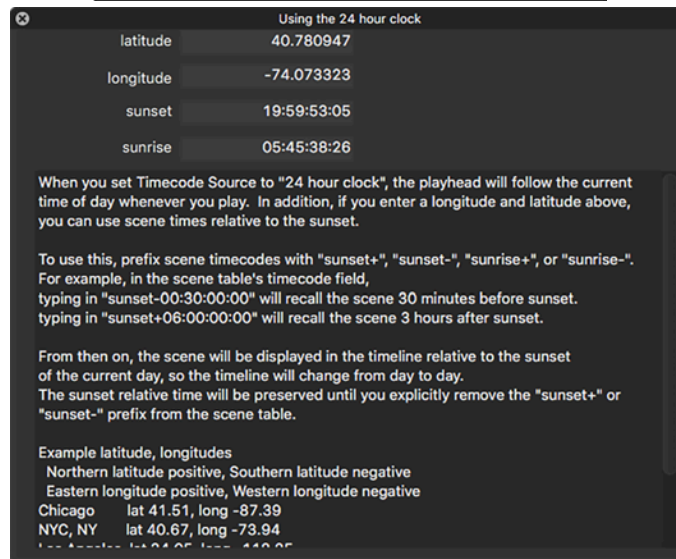 Using the 24 hour clock
latitude 40.780947
longitude -74.073323
sunset 19:59:53:05
sunrise 05:45:38:26
When you set Timecode Source to "24 hour clock", the playhead will follow the current
time of day whenever you play. In addition, if you enter a longitude and latitude above,
you can use scene times relative to the sunset.
To use this, prefix scene timecodes with "sunset+", "sunset-", "sunrise+", or "sunrise-".
For example, in the scene table's timecode field,
typing in "sunset-00:30:00:00" will recall the scene 30 minutes before sunset.
typing in "sunset+06:00:00:00" will recall the scene 3 hours after sunset.
From then on, the scene will be displayed in the timeline relative to the sunset
of the current day, so the timeline will change from day to day.
The sunset relative time will be preserved until you explicitly remove the "sunset+" or
"sunset-" prefix from the scene table.
Example latitude, longitudes
Northern latitude positive, Southern latitude negative
Eastern longitude positive, Western longitude negative
Chicago lat 41.51, long -87.39
NYC, NY lat 40.67, long -73.94